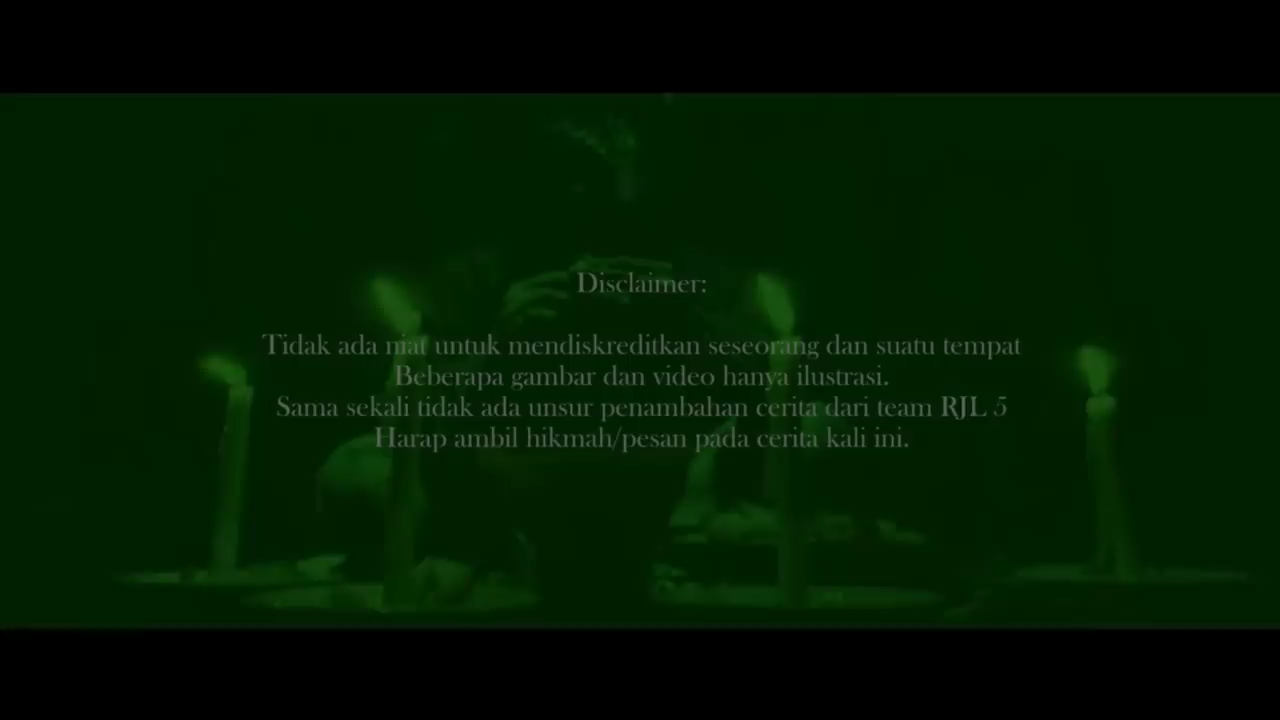 Disclaimer:
Tidak ada niat untuk mendiskreditkan seseorang dan suatu tempat
Beberapa gambar dan video hanya ilustrasi.
Sama sekali tidak ada unsur penambahan cerita dari team RJL 5
Harap ambil hikmah/pesan pada cerita kali ini.